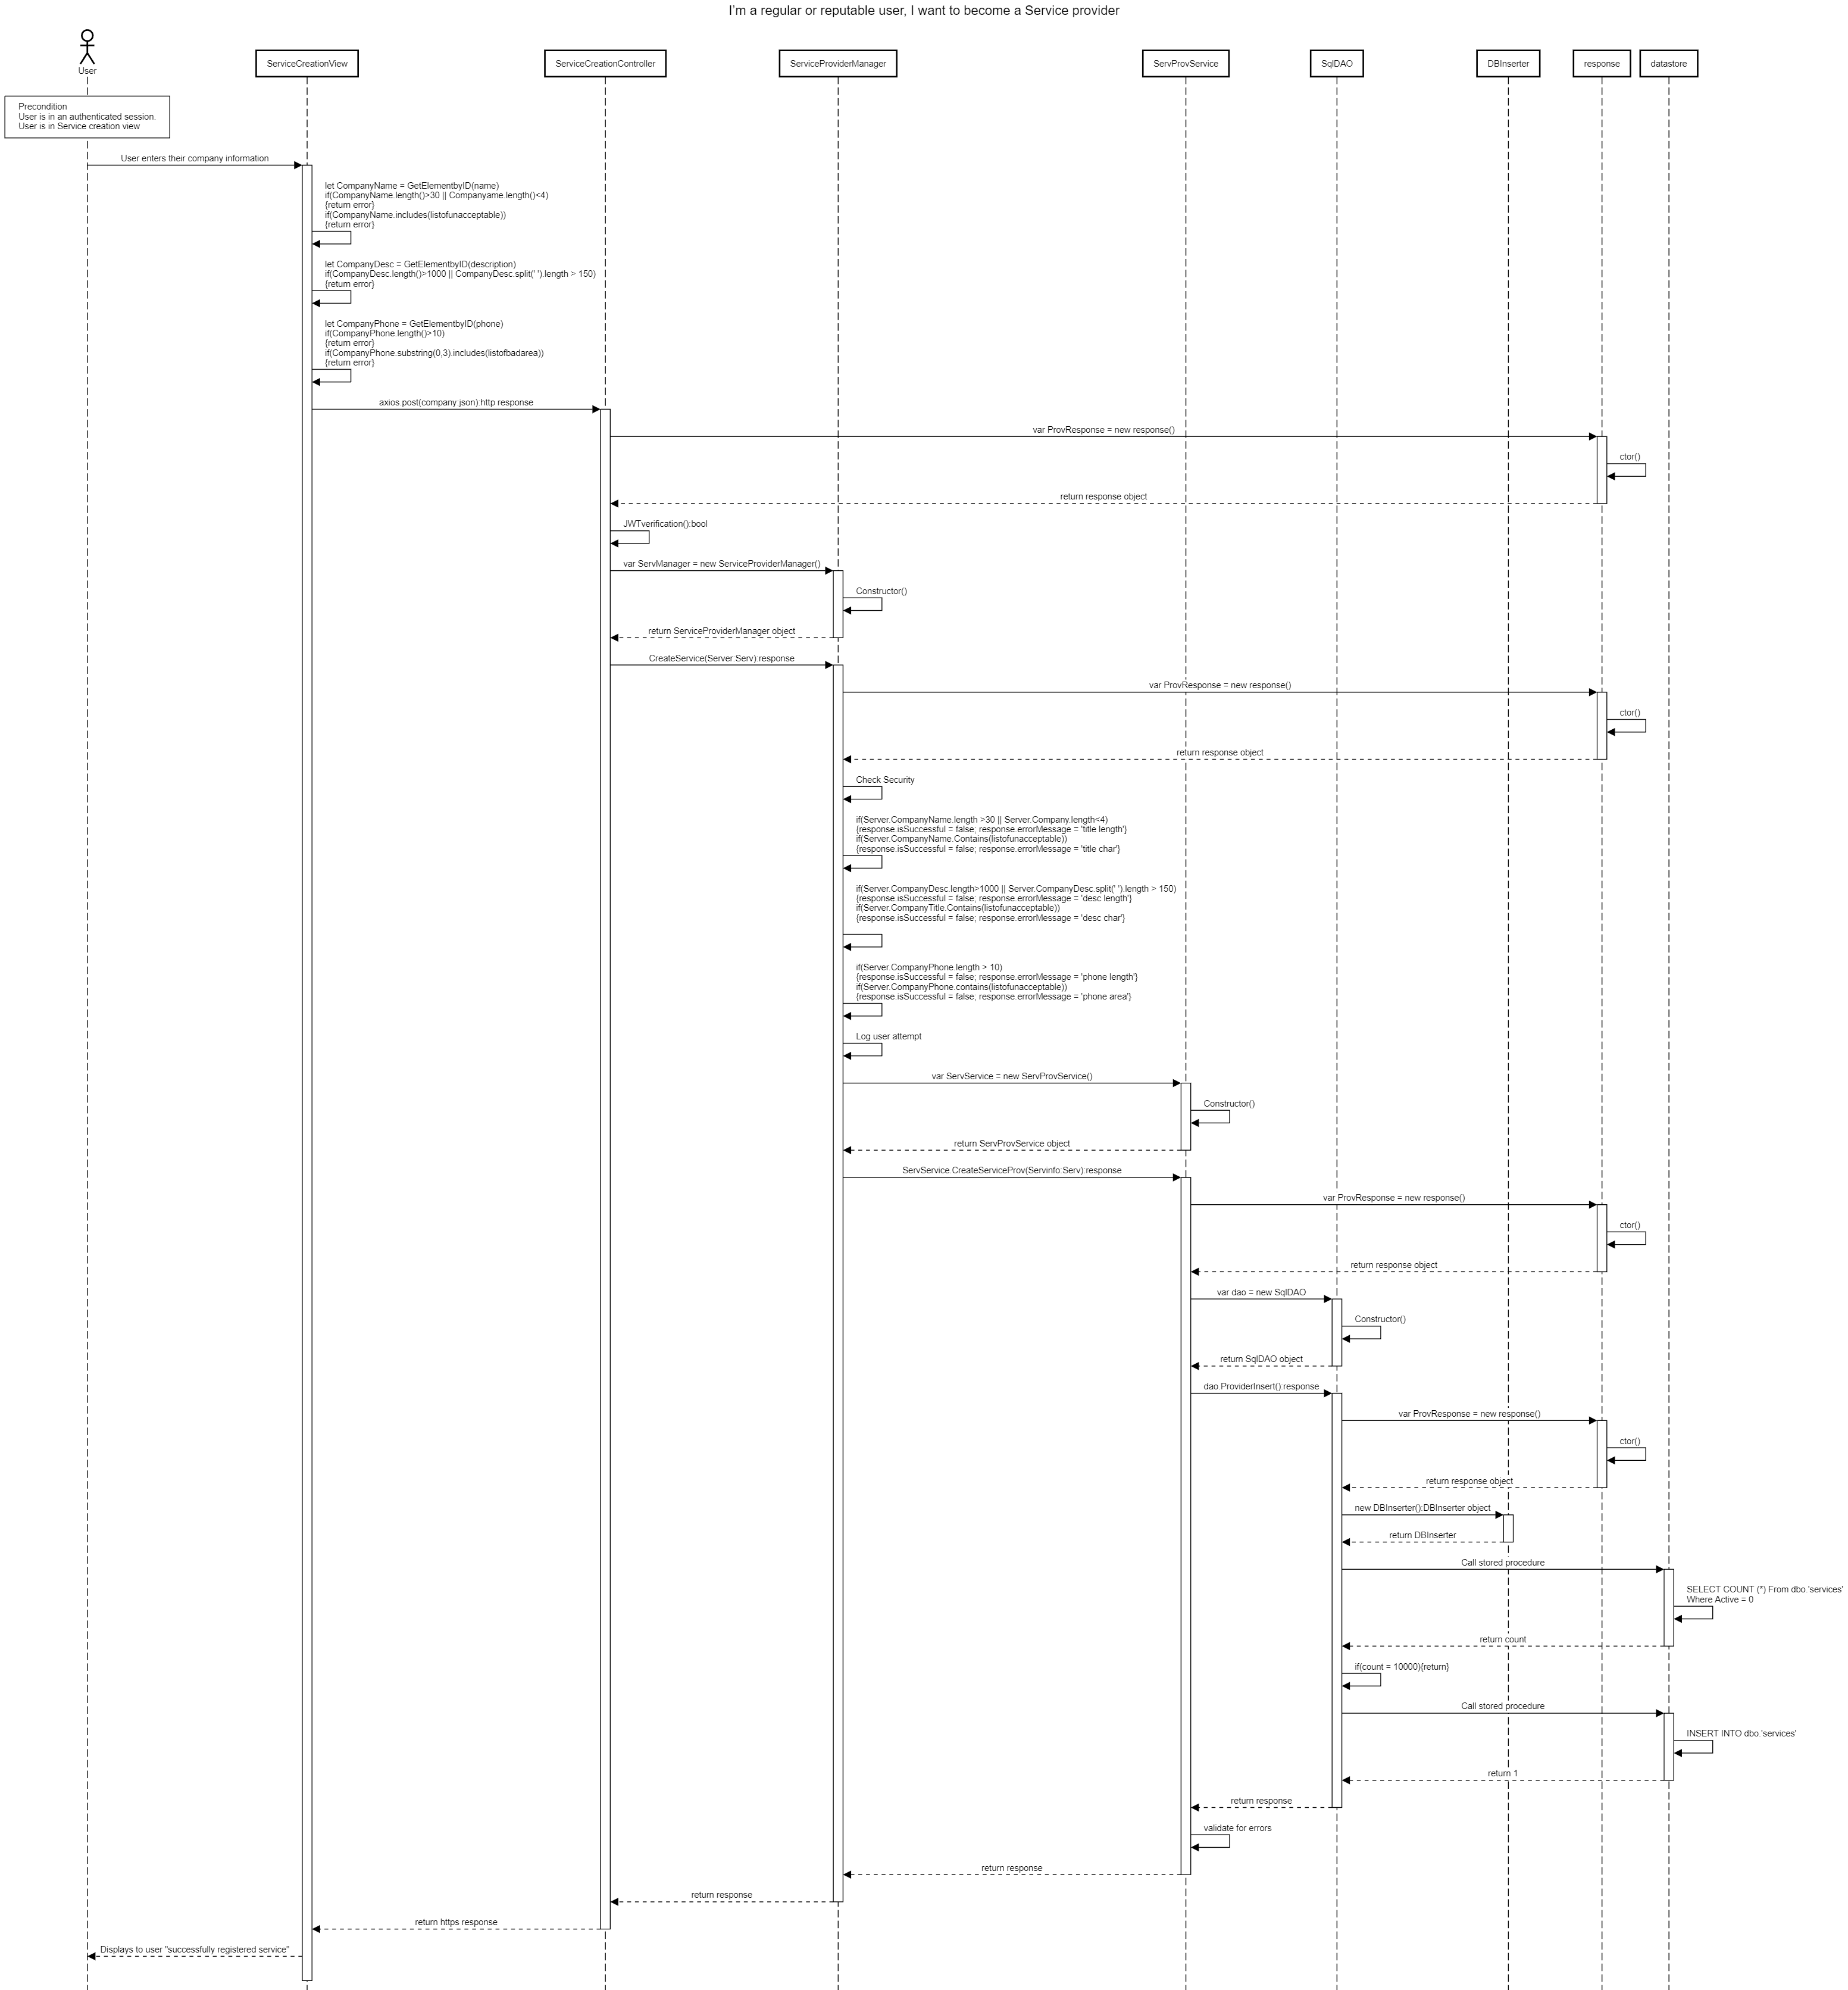 I'm a regular or reputable user, I want to become a Service provider
User
ServiceCreationView
ServiceCreationController
ServiceProviderManager
ServProvService
SqlDAO
DBInserter
response
datastore
Precondition
User is in an authenticated session.
User is in Service creation view
User enters their company information
let CompanyName = GetElementbyID(name)
if(CompanyName.length()>30 || Companyame.length()<4)
{return error}
if(CompanyName.includes(listofunacceptable))
{return error}
let CompanyDesc = GetElementbyID(description)
if(CompanyDesc.length()>1000 || CompanyDesc.split(' ').length > 150)
{return error}
let CompanyPhone = GetElementbyID(phone)
if(CompanyPhone.length()>10)
{return error}
if(CompanyPhone.substring(0,3).includes(listofbadarea))
{return error}
axios.post(company:json):http response
var ProvResponse = new response()
ctor()
return response object
JWTverification():bool
var ServManager = new ServiceProviderManager()
Constructor()
return ServiceProviderManager object
CreateService(Server:Serv):response
var ProvResponse = new response()
ctor()
return response object
Check Security
if(Server.CompanyName.length >30 || Server.Company.length<4)
{response.isSuccessful = false; response.errorMessage = 'title length'}
if(Server.CompanyName.Contains(listofunacceptable))
{response.isSuccessful = false; response.errorMessage = 'title char'}
if(Server.CompanyDesc.length>1000 || Server.CompanyDesc.split(' ').length > 150)
{response.isSuccessful = false; response.errorMessage = 'desc length'}
if(Server.CompanyTitle.Contains(listofunacceptable))
{response.isSuccessful = false; response.errorMessage = 'desc char'}
if(Server.CompanyPhone.length > 10)
{response.isSuccessful = false; response.errorMessage = 'phone length'}
if(Server.CompanyPhone.contains(listofunacceptable))
{response.isSuccessful = false; response.errorMessage = 'phone area'}
Log user attempt
var ServService = new ServProvService()
Constructor()
return ServProvService object
ServService.CreateServiceProv(Servinfo:Serv):response
var ProvResponse = new response()
ctor()
return response object
var dao = new SqlDAO
Constructor()
return SqlDAO object
dao.ProviderInsert():response
var ProvResponse = new response()
ctor()
return response object
new DBInserter():DBInserter object
return DBInserter
Call stored procedure
SELECT COUNT (*) From dbo.'services'
Where Active = 0
return count
if(count = 10000){return}
Call stored procedure
INSERT INTO dbo.'services'
return 1
return response
validate for errors
return response
return response
return https response
Displays to user "successfully registered service"